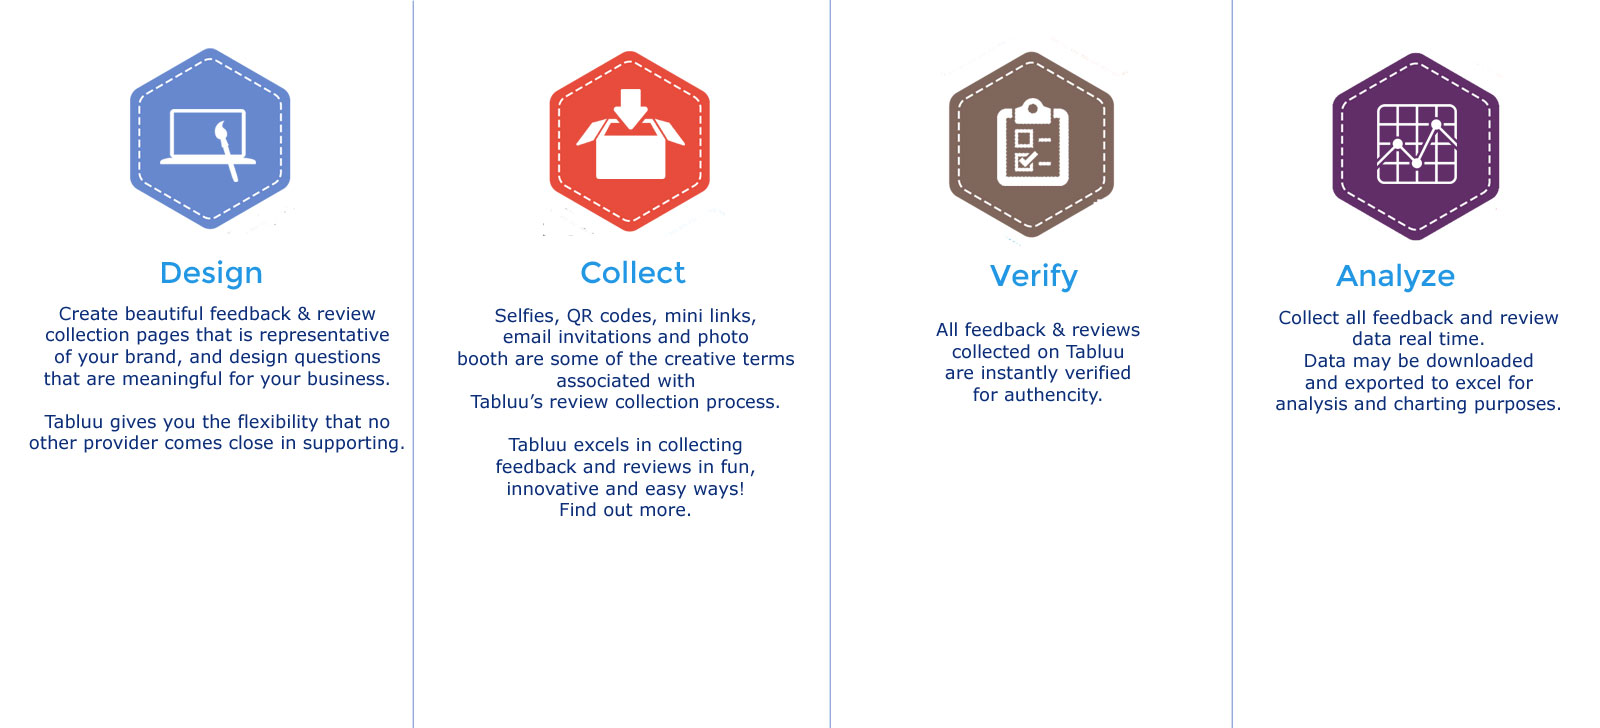 Design
Create beautiful feedback & review
collection pages that is representative
of your brand, and design questions
that are meaningful for your business.
Tabluu gives you the flexibility that no
other provider comes close in supporting.
Collect
Selfies, QR codes, mini links,
email invitations and photo
booth are some of the creative terms
associated with
Tabluu’s review collection process.
Tabluu excels in collecting
feedback and reviews in fun,
innovative and easy ways!
Find out more.
Verify
All feedback & reviews
collected on Tabluu
are instantly verified
for authencity.
Analyze
Collect all feedback and review
data real time.
Data may be downloaded
and exported to excel for
analysis and charting purposes.